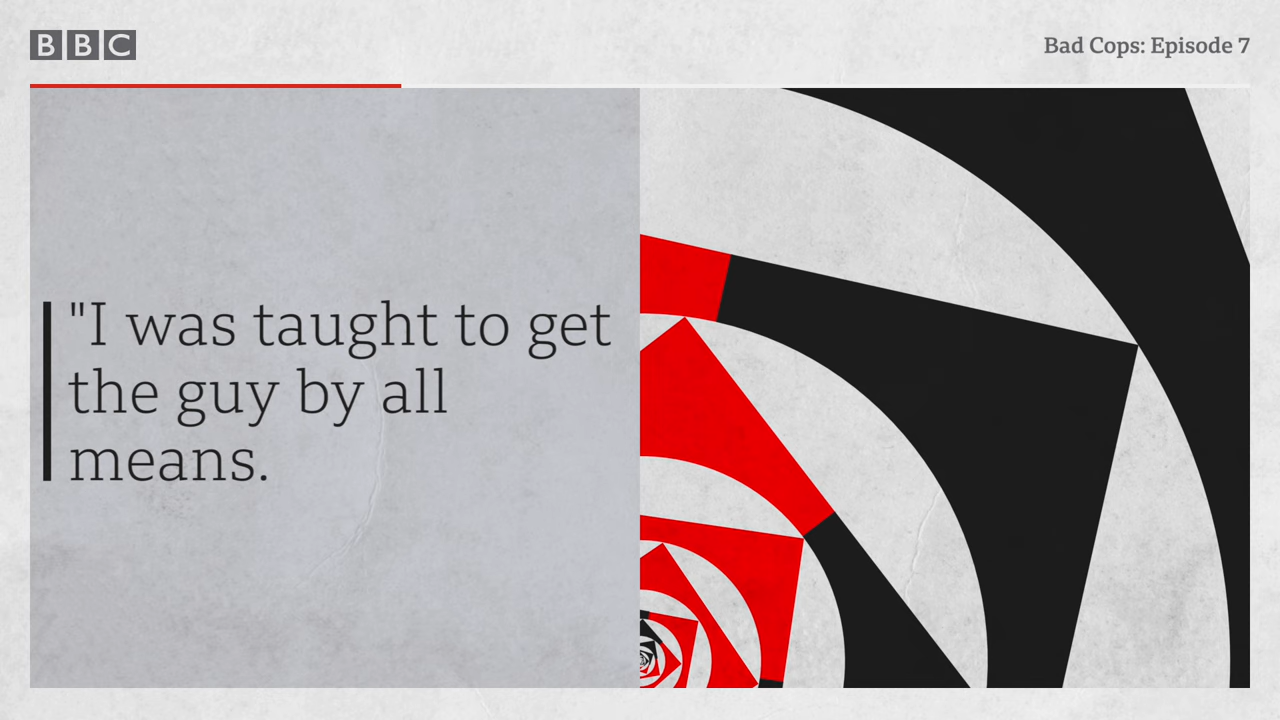 BBC
Bad Cops: Episode 7
"I was taught to get
the guy by all
means.